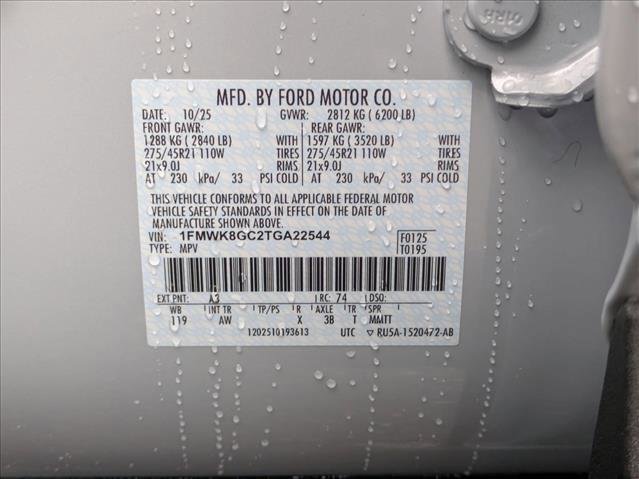 01RH
MFD. BY FORD MOTOR CO.
DATE: 10/25 GVWR: 2812 KG ( 6200 LB)
FRONT GAWR: REAR GAWR:
1288 KG ( 2840 LB) WITH 1597 KG ( 3520 LB) WITH
275/45R21 110W TIRES 275/45R21 110W TIRES
21x9.0J RIMS 21x9.0J RIMS
AT 230 kPa/ 33 PSI COLD AT 230 kPa/ 33 PSI COLD
THIS VEHICLE CONFORMS TO ALL APPLICABLE FEDERAL MOTOR
VEHICLE SAFETY STANDARDS IN EFFECT ON THE DATE OF
MANUFACTURE SHOWN ABOVE.
VIN: 1FMWK8GC2TGA22544 F0125
TYPE: MPV T0195
EXT PNT: A3 RC: 74 DSO:
WB INT TR TP/PS R AXLE TR SPR
119 AW X 3B T MMTT
1202510193613 UTC ▽ RU5A-1520472-AB